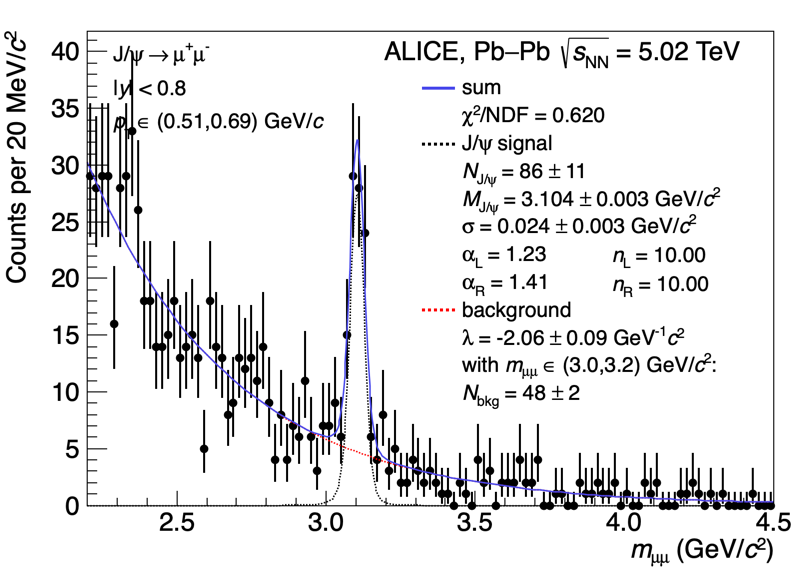 Counts per 20 MeV/c²
40
35
30
25
20
15
10
5
0
J/ψ → μ⁺μ⁻
|y| < 0.8
p ∈ (0.51,0.69) GeV/c
ALICE, Pb–Pb √s_NN = 5.02 TeV
sum
χ²/NDF = 0.620
J/ψ signal
N_J/ψ = 86 ± 11
M_J/ψ = 3.104 ± 0.003 GeV/c²
σ = 0.024 ± 0.003 GeV/c²
α_L = 1.23 n_L = 10.00
α_R = 1.41 n_R = 10.00
background
λ = -2.06 ± 0.09 GeV⁻¹c²
with m_μμ ∈ (3.0,3.2) GeV/c²:
N_bkg = 48 ± 2
2.5 3.0 3.5 4.0 4.5
m_μμ (GeV/c²)